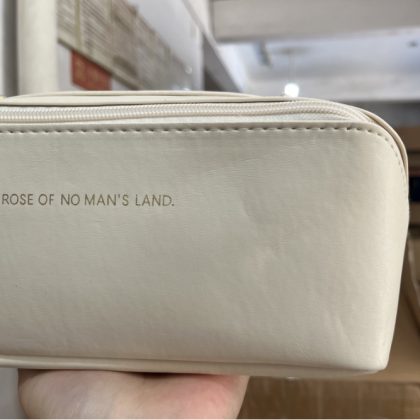 ROSE OF NO MAN'S LAND.